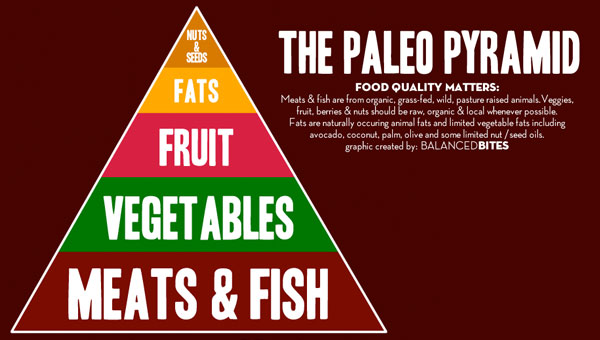 NUTS
&
SEEDS
FATS
FRUIT
VEGETABLES
MEATS & FISH
THE PALEO PYRAMID
FOOD QUALITY MATTERS:
Meats & fish are from organic, grass-fed, wild, pasture raised animals. Veggies,
fruit, berries & nuts should be raw, organic & local whenever possible.
Fats are naturally occuring animal fats and limited vegetable fats including
avocado, coconut, palm, olive and some limited nut / seed oils.
graphic created by: BALANCEDBITES